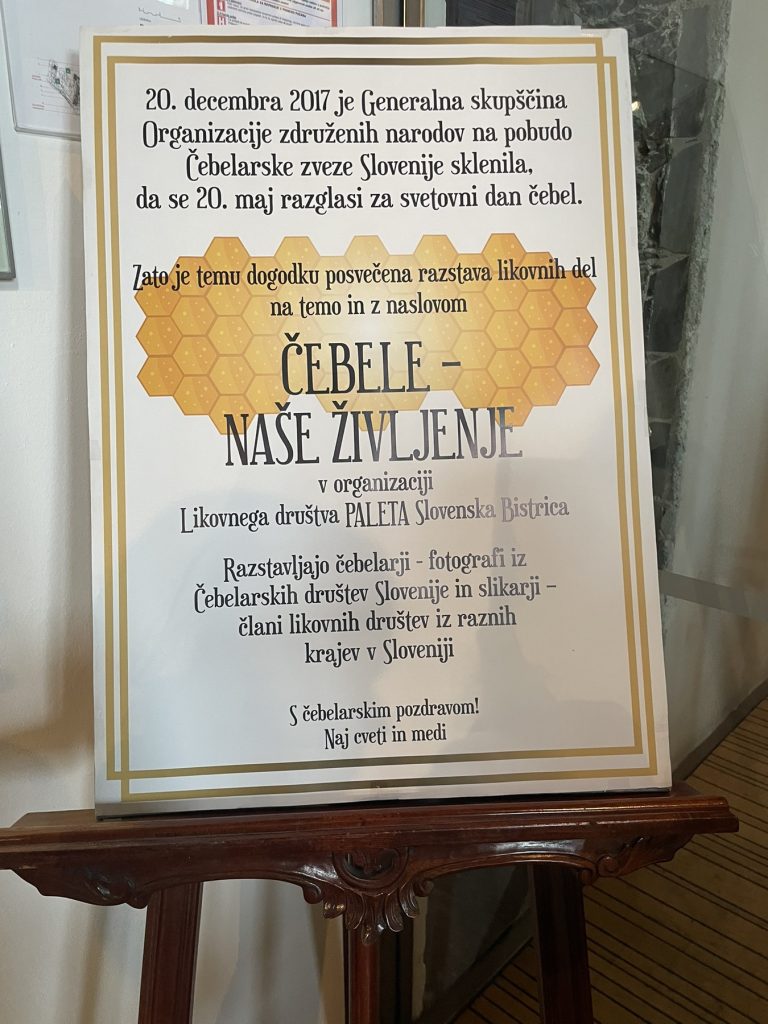 20. decembra 2017 je Generalna skupščina
Organizacije združenih narodov na pobudo
Čebelarske zveze Slovenije sklenila,
da se 20. maj razglasi za svetovni dan čebel.
Zato je temu dogodku posvečena razstava likovnih del
na temo in z naslovom
ČEBELE –
NAŠE ŽIVLJENJE
v organizaciji
Likovnega društva PALETA Slovenska Bistrica
Razstavljajo čebelarji - fotografi iz
Čebelarskih društev Slovenije in slikarji –
člani likovnih društev iz raznih
krajev v Sloveniji
S čebelarskim pozdravom!
Naj cveti in medi